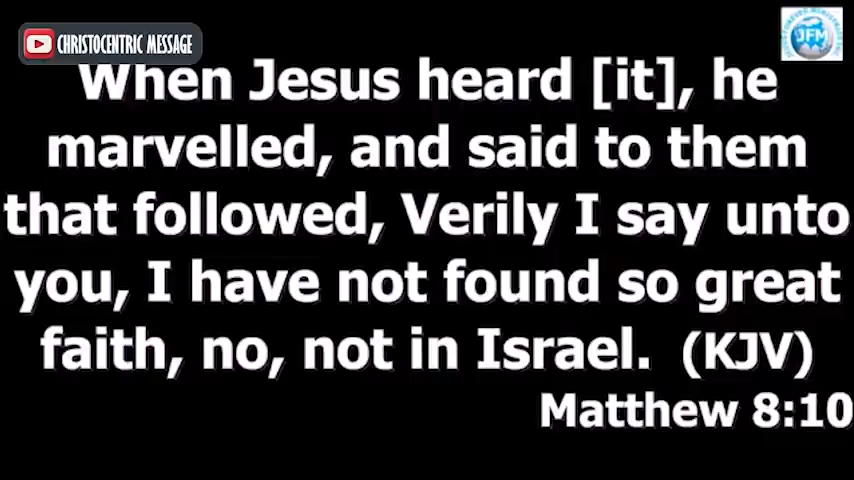 CHRISTOCENTRIC MESSAGE
JFM
When Jesus heard [it], he
marvelled, and said to them
that followed, Verily I say unto
you, I have not found so great
faith, no, not in Israel. (KJV)
Matthew 8:10